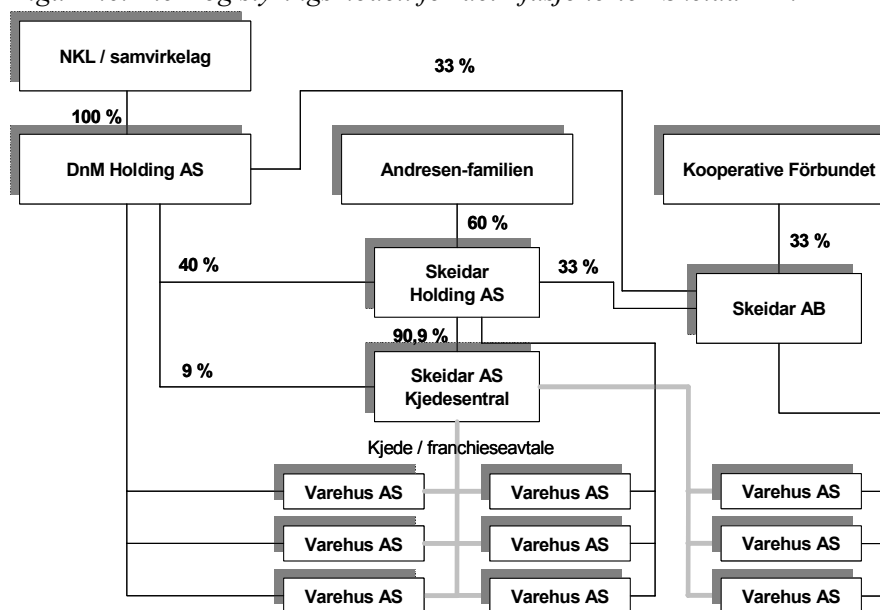 NKL / samvirkelag
33 %
100 %
DnM Holding AS
Andresen-familien
Kooperative Förbundet
60 %
33 %
40 %
Skeidar
Holding AS
33 %
Skeidar AB
90,9 %
9 %
Skeidar AS
Kjedesentral
Kjede / franchieseavtale
Varehus AS
Varehus AS
Varehus AS
Varehus AS
Varehus AS
Varehus AS
Varehus AS
Varehus AS
Varehus AS